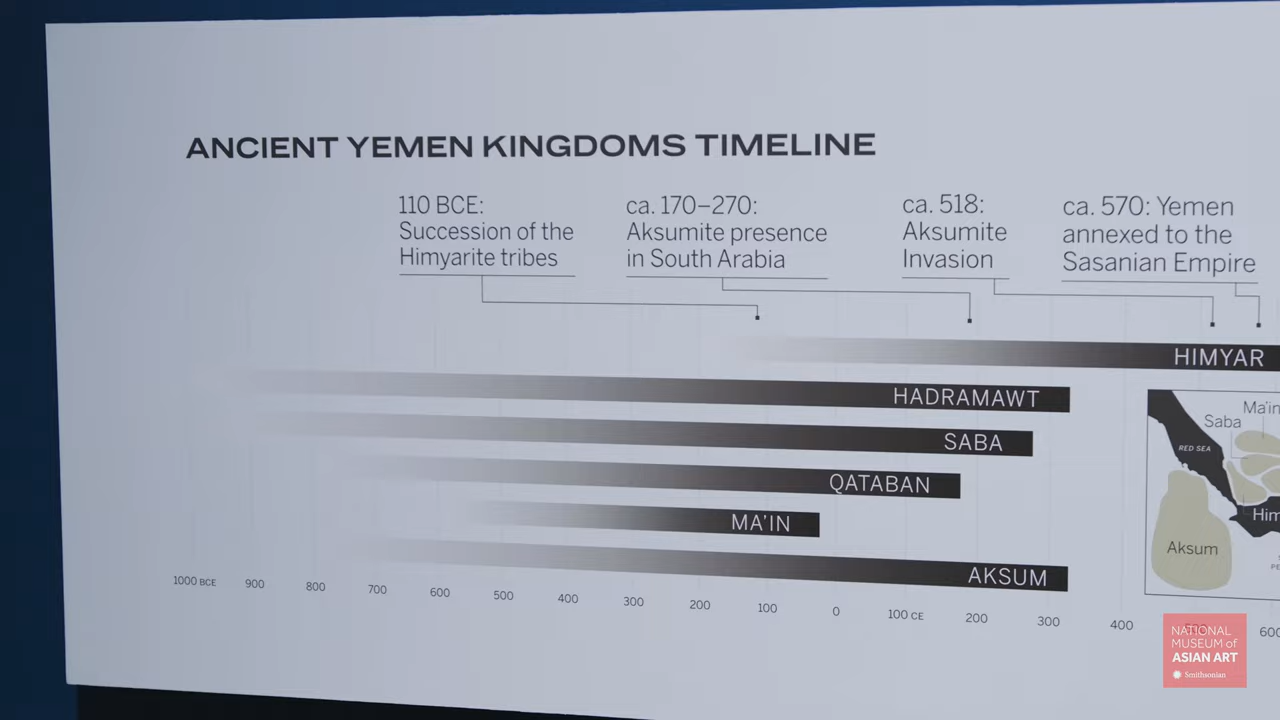 ANCIENT YEMEN KINGDOMS TIMELINE
110 BCE:
Succession of the
Himyarite tribes
ca. 170–270:
Aksumite presence
in South Arabia
ca. 518:
Aksumite
Invasion
ca. 570: Yemen
annexed to the
Sasanian Empire
HIMYAR
HADRAMAWT
SABA
QATABAN
MA'IN
AKSUM
1000 BCE 900 800 700 600 500 400 300 200 100 0 100 CE 200 300 400 500 600
Ma'in
Saba
RED SEA
Him
Aksum
NATIONAL
MUSEUM of
ASIAN ART
Smithsonian